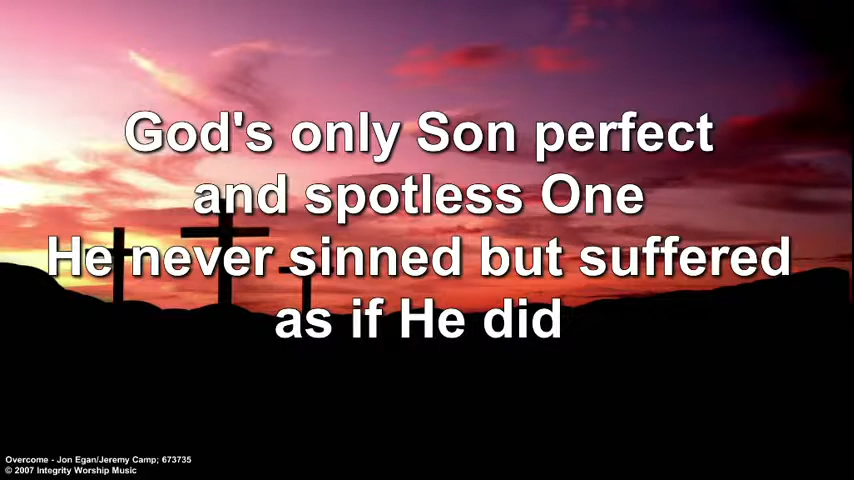 God's only Son perfect
and spotless One
He never sinned but suffered
as if He did
Overcome - Jon Egan/Jeremy Camp; 673735
© 2007 Integrity Worship Music